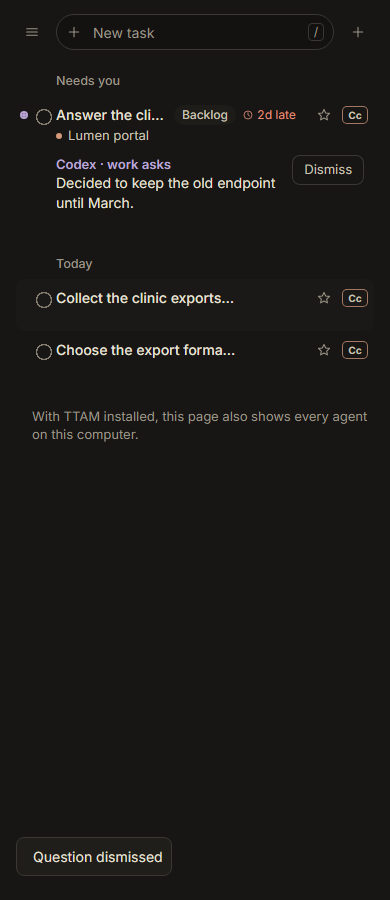 New task /
Needs you
Answer the cli... Backlog 2d late Cc
Lumen portal
Codex · work asks
Decided to keep the old endpoint
until March.
Dismiss
Today
Collect the clinic exports... Cc
Choose the export forma... Cc
With TTAM installed, this page also shows every agent
on this computer.
Question dismissed